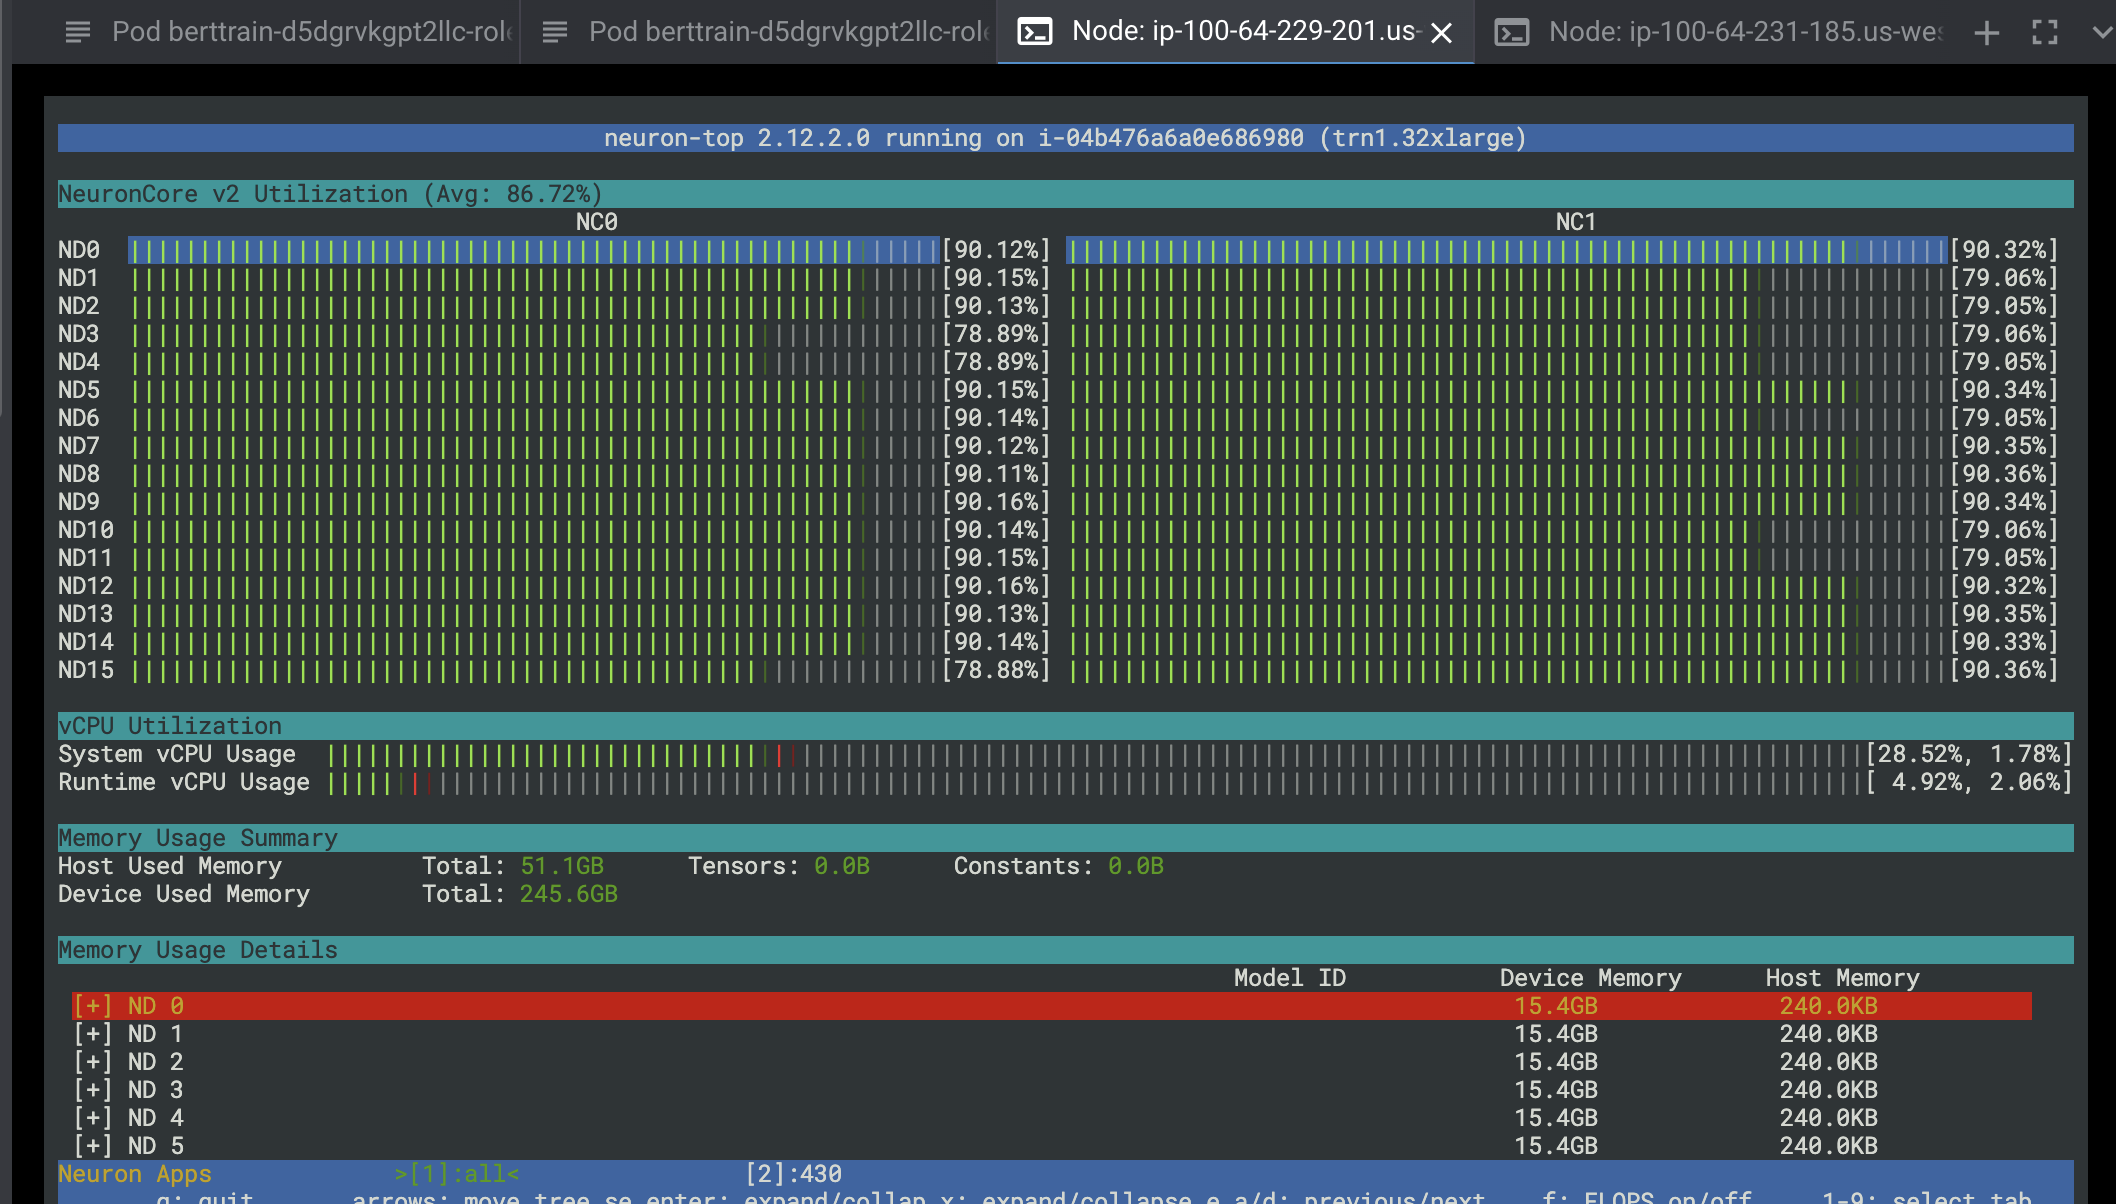 Pod berttrain-d5dgrvkgpt2llc-role Pod berttrain-d5dgrvkgpt2llc-role Node: ip-100-64-229-201.us- Node: ip-100-64-231-185.us-wes
neuron-top 2.12.2.0 running on i-04b476a6a0e686980 (trn1.32xlarge)
NeuronCore v2 Utilization (Avg: 86.72%)
NC0 NC1
ND0 [90.12%] [90.32%]
ND1 [90.15%] [79.06%]
ND2 [90.13%] [79.05%]
ND3 [78.89%] [79.06%]
ND4 [78.89%] [79.05%]
ND5 [90.15%] [90.34%]
ND6 [90.14%] [79.05%]
ND7 [90.12%] [90.35%]
ND8 [90.11%] [90.36%]
ND9 [90.16%] [90.34%]
ND10 [90.14%] [79.06%]
ND11 [90.15%] [79.05%]
ND12 [90.16%] [90.32%]
ND13 [90.13%] [90.35%]
ND14 [90.14%] [90.33%]
ND15 [78.88%] [90.36%]
vCPU Utilization
System vCPU Usage [28.52%, 1.78%]
Runtime vCPU Usage [ 4.92%, 2.06%]
Memory Usage Summary
Host Used Memory Total: 51.1GB Tensors: 0.0B Constants: 0.0B
Device Used Memory Total: 245.6GB
Memory Usage Details
Model ID Device Memory Host Memory
[+] ND 0 15.4GB 240.0KB
[+] ND 1 15.4GB 240.0KB
[+] ND 2 15.4GB 240.0KB
[+] ND 3 15.4GB 240.0KB
[+] ND 4 15.4GB 240.0KB
[+] ND 5 15.4GB 240.0KB
Neuron Apps >[1]:all< [2]:430
q: quit arrows: move tree se enter: expand/collap x: expand/collapse e a/d: previous/next f: FLOPS on/off 1-9: select tab